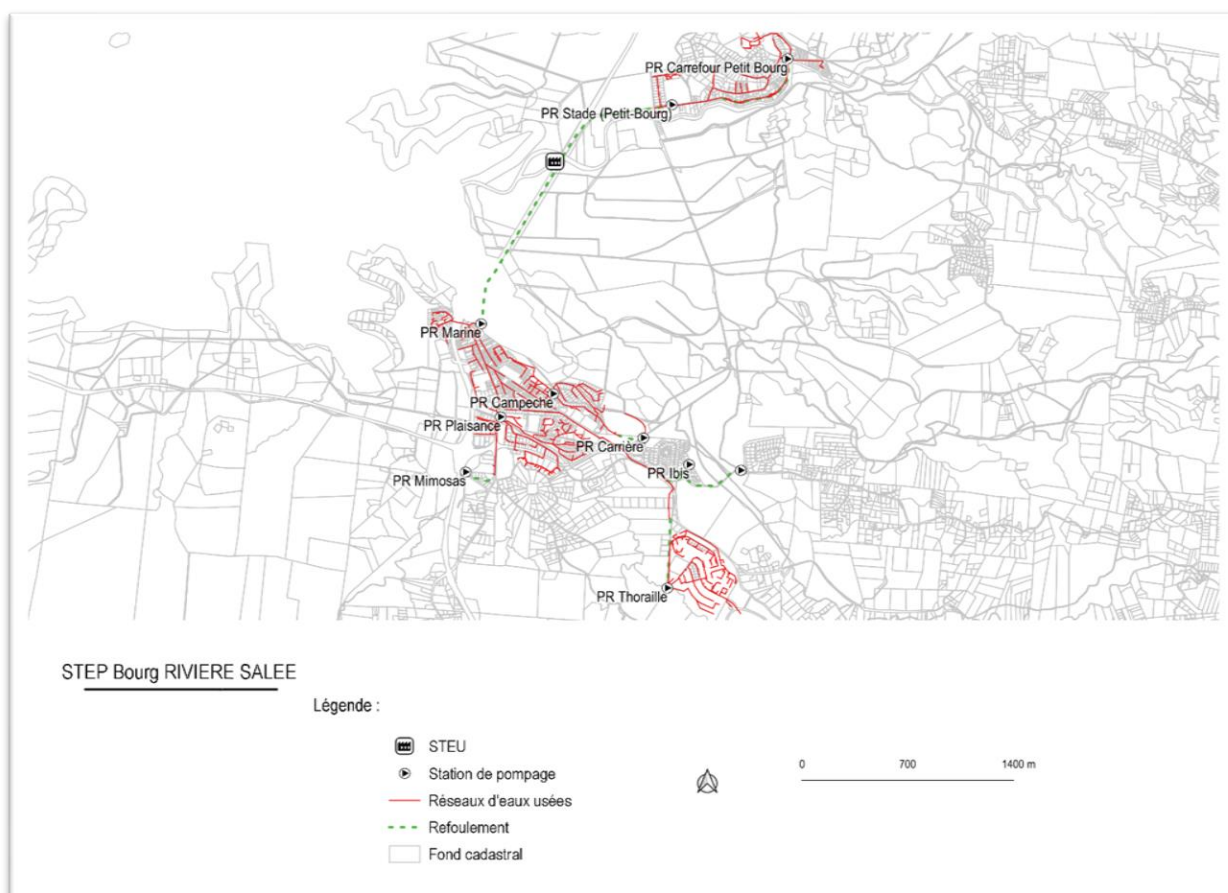 PR Carrefour Petit Bourg
PR Stade (Petit-Bourg)
PR Marine
PR Campeche
PR Plaisance
PR Carrière
PR Ibis
PR Mimosas
PR Thoraille
STEP Bourg RIVIERE SALEE
Légende :
STEU
Station de pompage
Réseaux d'eaux usées
Refoulement
Fond cadastral
0 700 1400 m